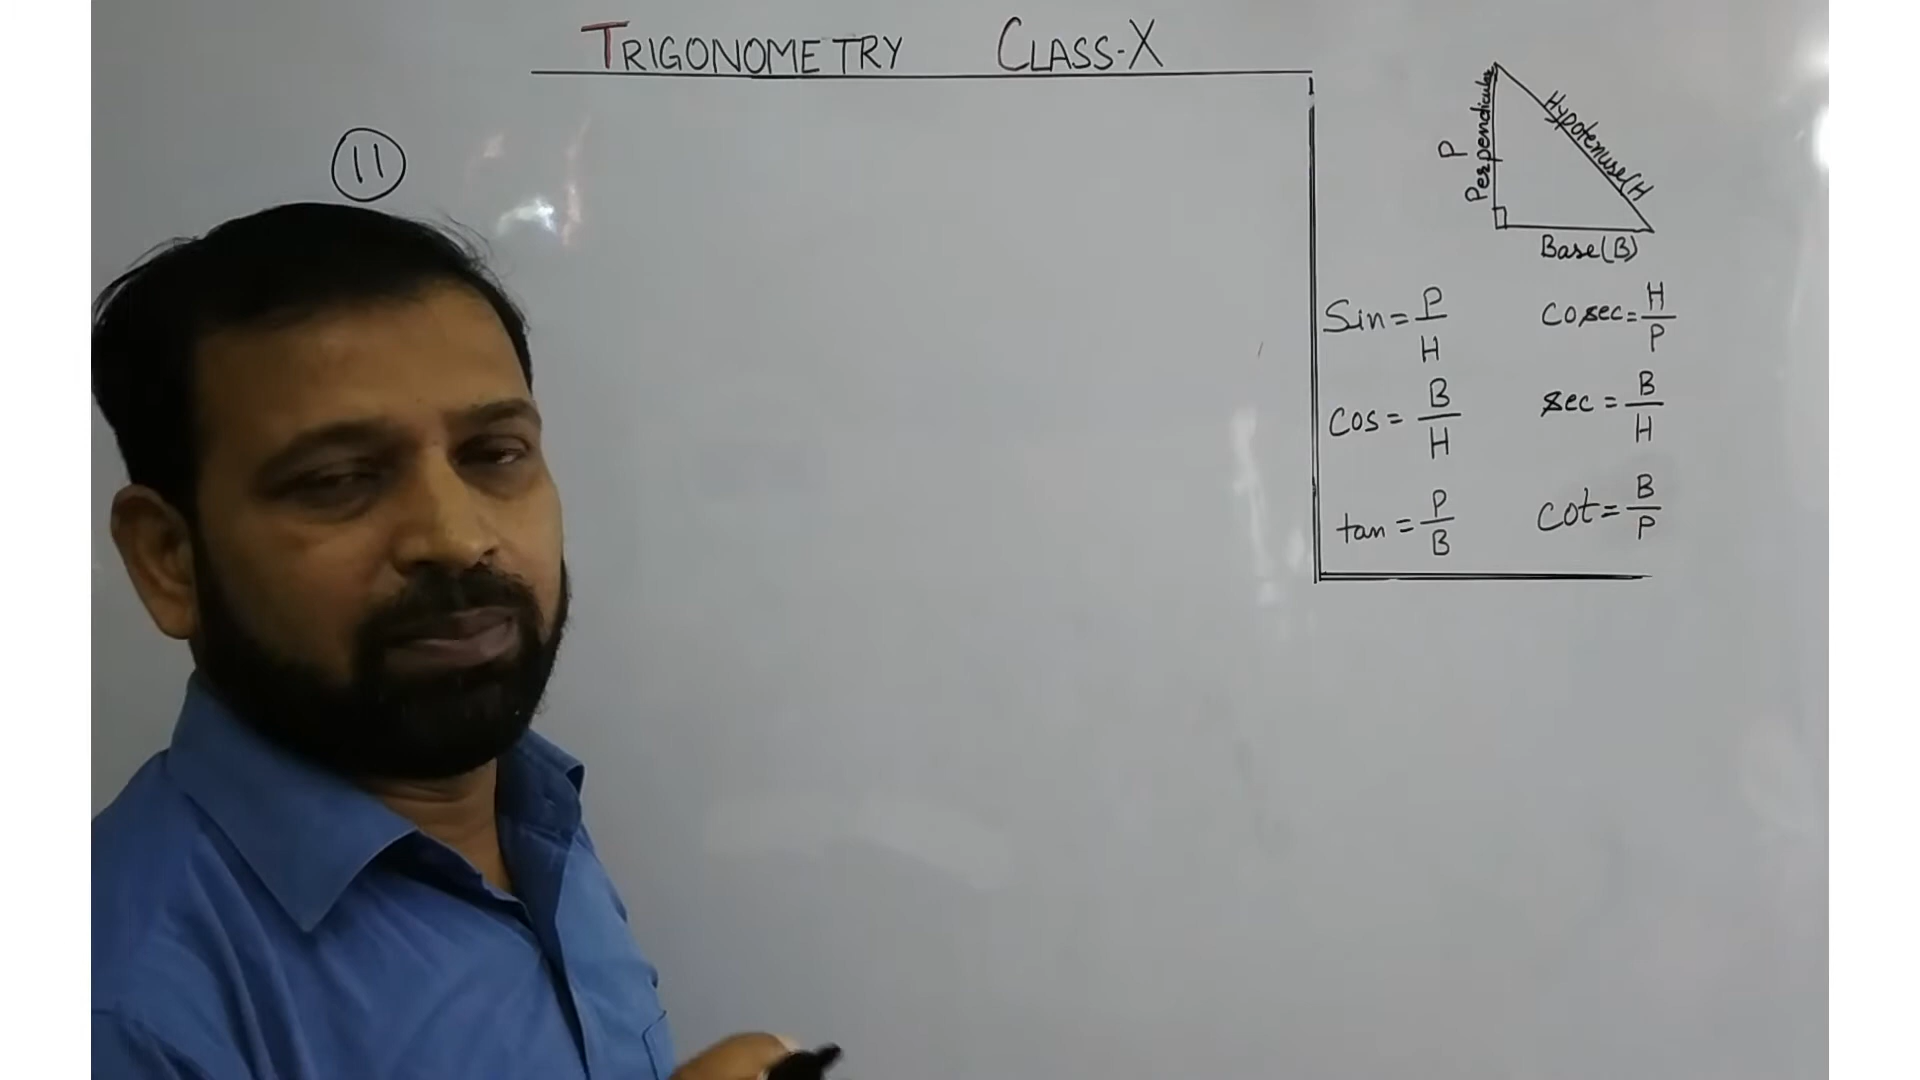 TRIGONOMETRY CLASS-X
11
P
Perpendicular
Hypotenuse(H
Base(B)
Sin = P/H
cosec = H/P
cos = B/H
sec = B/H
tan = P/B
cot = B/P